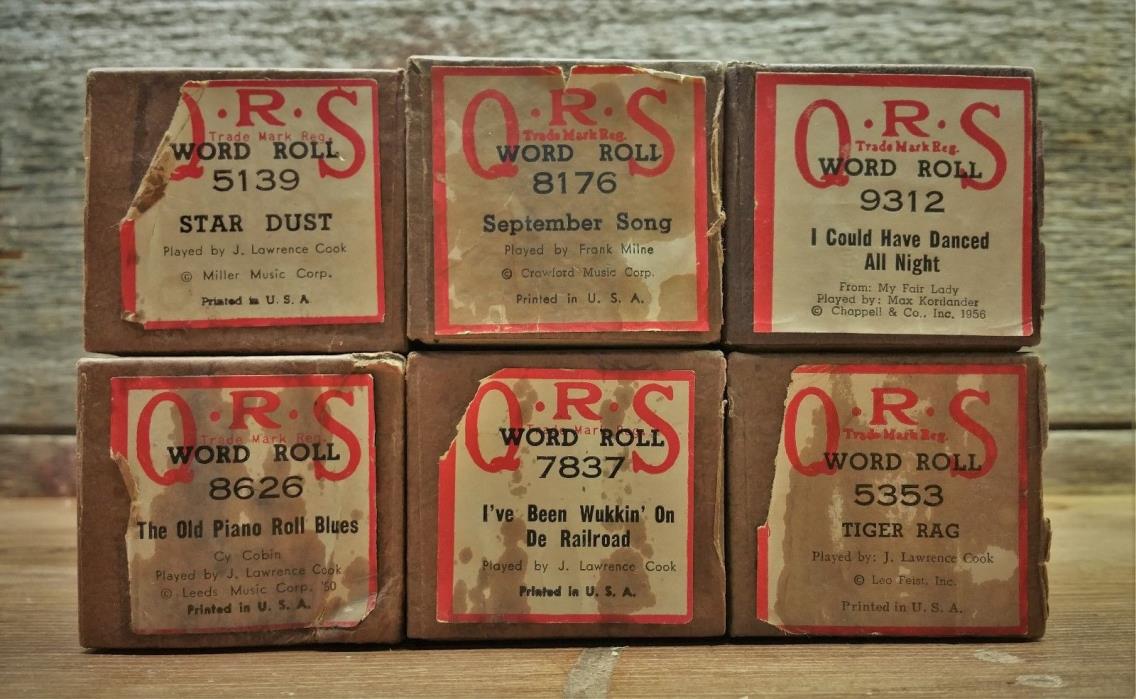 Q·R·S
Trade Mark Reg.
WORD ROLL
5139
STAR DUST
Played by J. Lawrence Cook
© Miller Music Corp.
Printed in U. S. A.
Q·R·S
Trade Mark Reg.
WORD ROLL
8176
September Song
Played by Frank Milne
© Crawford Music Corp.
Printed in U. S. A.
Q·R·S
Trade Mark Reg.
WORD ROLL
9312
I Could Have Danced
All Night
From: My Fair Lady
Played by: Max Kortlander
© Chappell & Co., Inc. 1956
Q·R·S
Trade Mark Reg.
WORD ROLL
8626
The Old Piano Roll Blues
Cy Cobin
Played by J. Lawrence Cook
© Leeds Music Corp. '50
Printed in U. S. A.
Q·R·S
Trade Mark Reg.
WORD ROLL
7837
I've Been Wukkin' On
De Railroad
Played by J. Lawrence Cook
Printed in U. S. A.
Q·R·S
Trade Mark Reg.
WORD ROLL
5353
TIGER RAG
Played by: J. Lawrence Cook
© Leo Feist, Inc.
Printed in U. S. A.